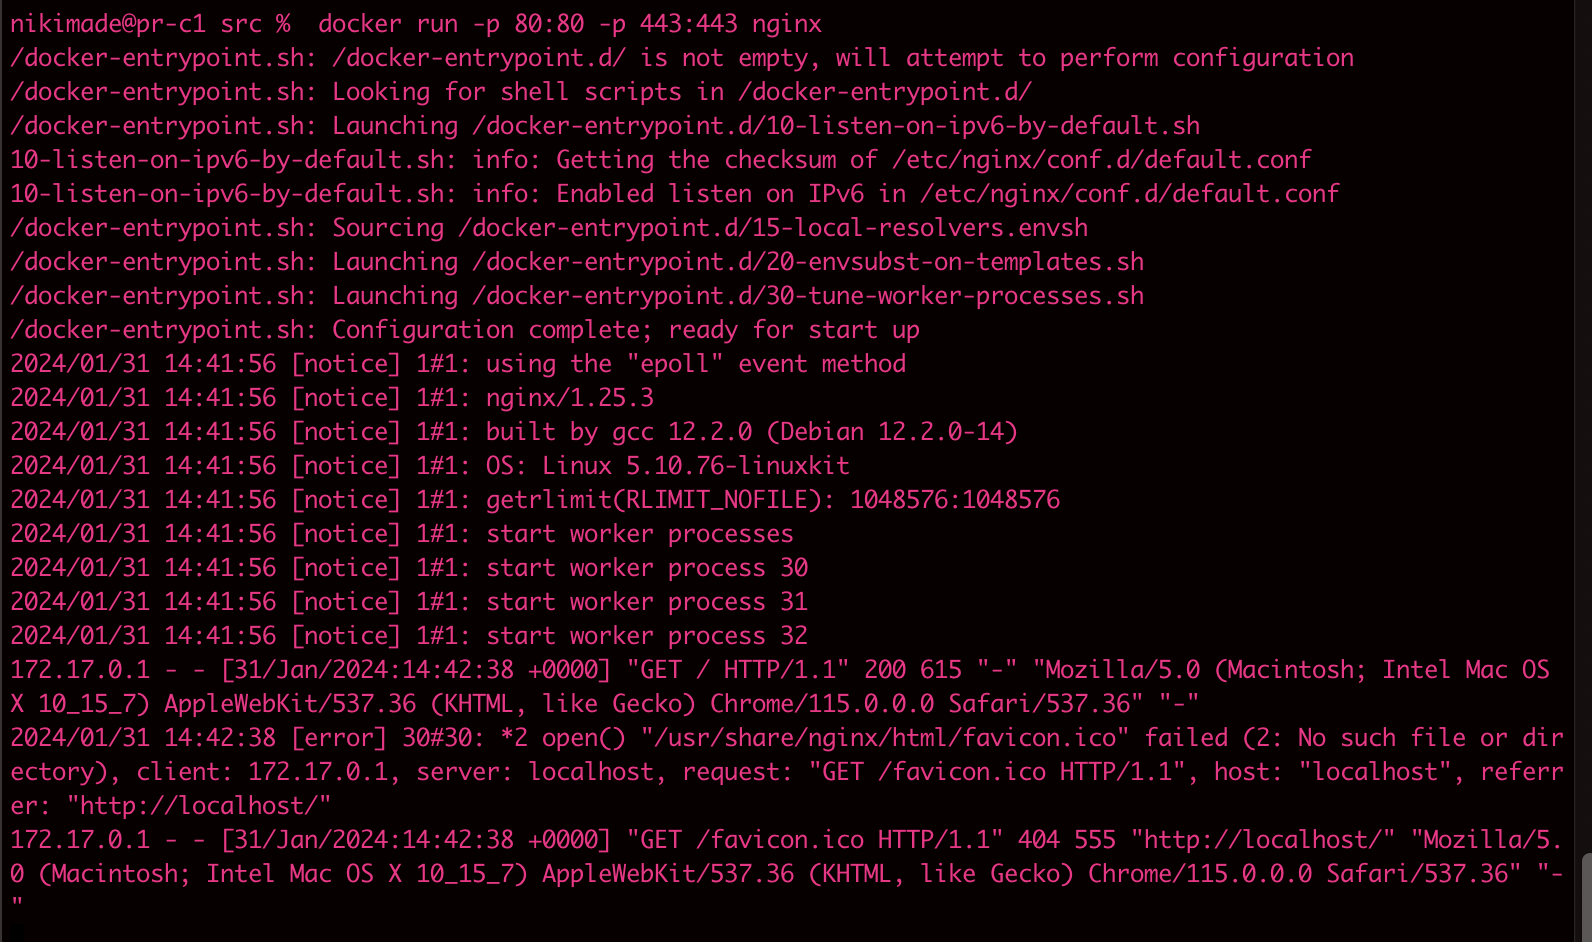 nikimade@pr-c1 src %  docker run -p 80:80 -p 443:443 nginx
/docker-entrypoint.sh: /docker-entrypoint.d/ is not empty, will attempt to perform configuration
/docker-entrypoint.sh: Looking for shell scripts in /docker-entrypoint.d/
/docker-entrypoint.sh: Launching /docker-entrypoint.d/10-listen-on-ipv6-by-default.sh
10-listen-on-ipv6-by-default.sh: info: Getting the checksum of /etc/nginx/conf.d/default.conf
10-listen-on-ipv6-by-default.sh: info: Enabled listen on IPv6 in /etc/nginx/conf.d/default.conf
/docker-entrypoint.sh: Sourcing /docker-entrypoint.d/15-local-resolvers.envsh
/docker-entrypoint.sh: Launching /docker-entrypoint.d/20-envsubst-on-templates.sh
/docker-entrypoint.sh: Launching /docker-entrypoint.d/30-tune-worker-processes.sh
/docker-entrypoint.sh: Configuration complete; ready for start up
2024/01/31 14:41:56 [notice] 1#1: using the "epoll" event method
2024/01/31 14:41:56 [notice] 1#1: nginx/1.25.3
2024/01/31 14:41:56 [notice] 1#1: built by gcc 12.2.0 (Debian 12.2.0-14)
2024/01/31 14:41:56 [notice] 1#1: OS: Linux 5.10.76-linuxkit
2024/01/31 14:41:56 [notice] 1#1: getrlimit(RLIMIT_NOFILE): 1048576:1048576
2024/01/31 14:41:56 [notice] 1#1: start worker processes
2024/01/31 14:41:56 [notice] 1#1: start worker process 30
2024/01/31 14:41:56 [notice] 1#1: start worker process 31
2024/01/31 14:41:56 [notice] 1#1: start worker process 32
172.17.0.1 - - [31/Jan/2024:14:42:38 +0000] "GET / HTTP/1.1" 200 615 "-" "Mozilla/5.0 (Macintosh; Intel Mac OS
X 10_15_7) AppleWebKit/537.36 (KHTML, like Gecko) Chrome/115.0.0.0 Safari/537.36" "-"
2024/01/31 14:42:38 [error] 30#30: *2 open() "/usr/share/nginx/html/favicon.ico" failed (2: No such file or dir
ectory), client: 172.17.0.1, server: localhost, request: "GET /favicon.ico HTTP/1.1", host: "localhost", referr
er: "http://localhost/"
172.17.0.1 - - [31/Jan/2024:14:42:38 +0000] "GET /favicon.ico HTTP/1.1" 404 555 "http://localhost/" "Mozilla/5.
0 (Macintosh; Intel Mac OS X 10_15_7) AppleWebKit/537.36 (KHTML, like Gecko) Chrome/115.0.0.0 Safari/537.36" "-
"